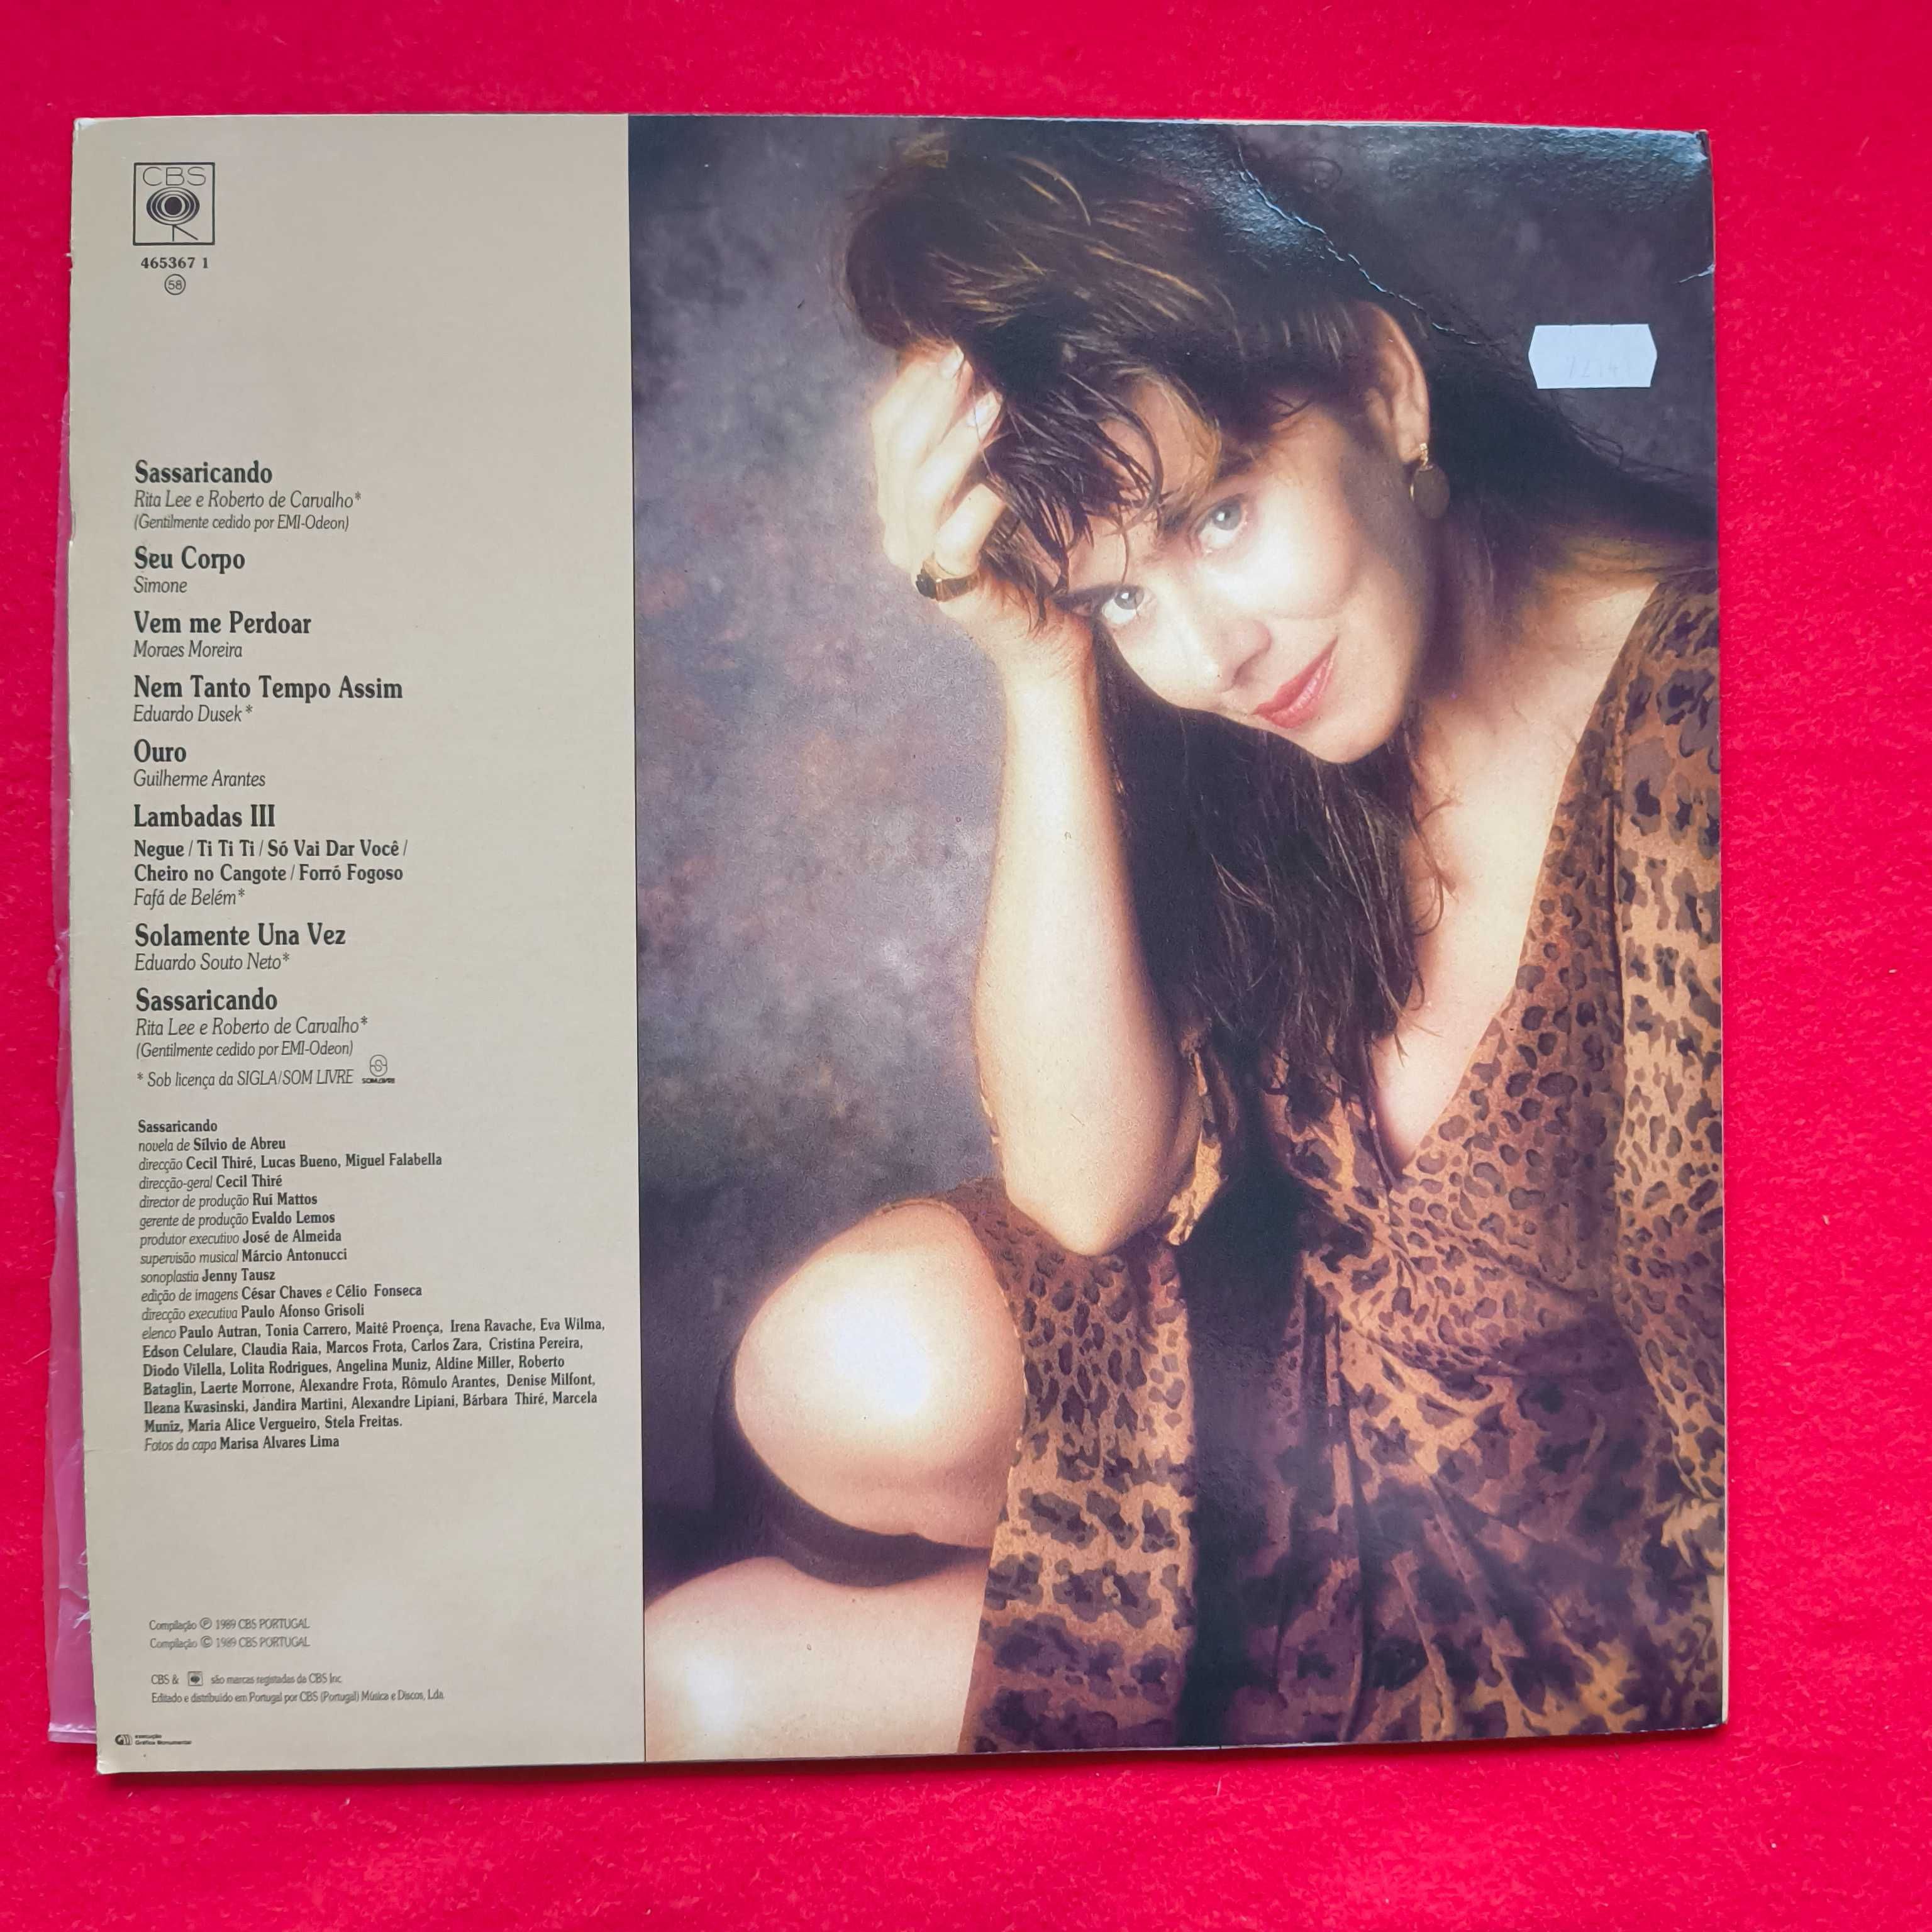 CBS
465367 1
58
Sassaricando
Rita Lee e Roberto de Carvalho*
(Gentilmente cedido por EMI-Odeon)
Seu Corpo
Simone
Vem me Perdoar
Moraes Moreira
Nem Tanto Tempo Assim
Eduardo Dusek*
Ouro
Guilherme Arantes
Lambadas III
Negue / Ti Ti Ti / Só Vai Dar Você /
Cheiro no Cangote / Forró Fogoso
Fafá de Belém*
Solamente Una Vez
Eduardo Souto Neto*
Sassaricando
Rita Lee e Roberto de Carvalho*
(Gentilmente cedido por EMI-Odeon)
* Sob licença da SIGLA/SOM LIVRE SOM LIVRE
Sassaricando
novela de Sílvio de Abreu
direcção Cecil Thiré, Lucas Bueno, Miguel Falabella
direcção-geral Cecil Thiré
director de produção Rui Mattos
gerente de produção Evaldo Lemos
produtor executivo José de Almeida
supervisão musical Márcio Antonucci
sonoplastia Jenny Tausz
edição de imagens César Chaves e Célio Fonseca
direcção executiva Paulo Afonso Grisoli
elenco Paulo Autran, Tonia Carrero, Maitê Proença, Irena Ravache, Eva Wilma,
Edson Celulare, Claudia Raia, Marcos Frota, Carlos Zara, Cristina Pereira,
Diodo Vilella, Lolita Rodrigues, Angelina Muniz, Aldine Miller, Roberto
Bataglin, Laerte Morrone, Alexandre Frota, Rômulo Arantes, Denise Milfont,
Ileana Kwasinski, Jandira Martini, Alexandre Lipiani, Bárbara Thiré, Marcela
Muniz, Maria Alice Vergueiro, Stela Freitas.
Fotos da capa Marisa Alvares Lima
Compilação ℗ 1989 CBS PORTUGAL
Compilação © 1989 CBS PORTUGAL
CBS & são marcas registadas da CBS Inc.
Editado e distribuído em Portugal por CBS (Portugal) Música e Discos, Lda.
execução
Gráfica Monumental